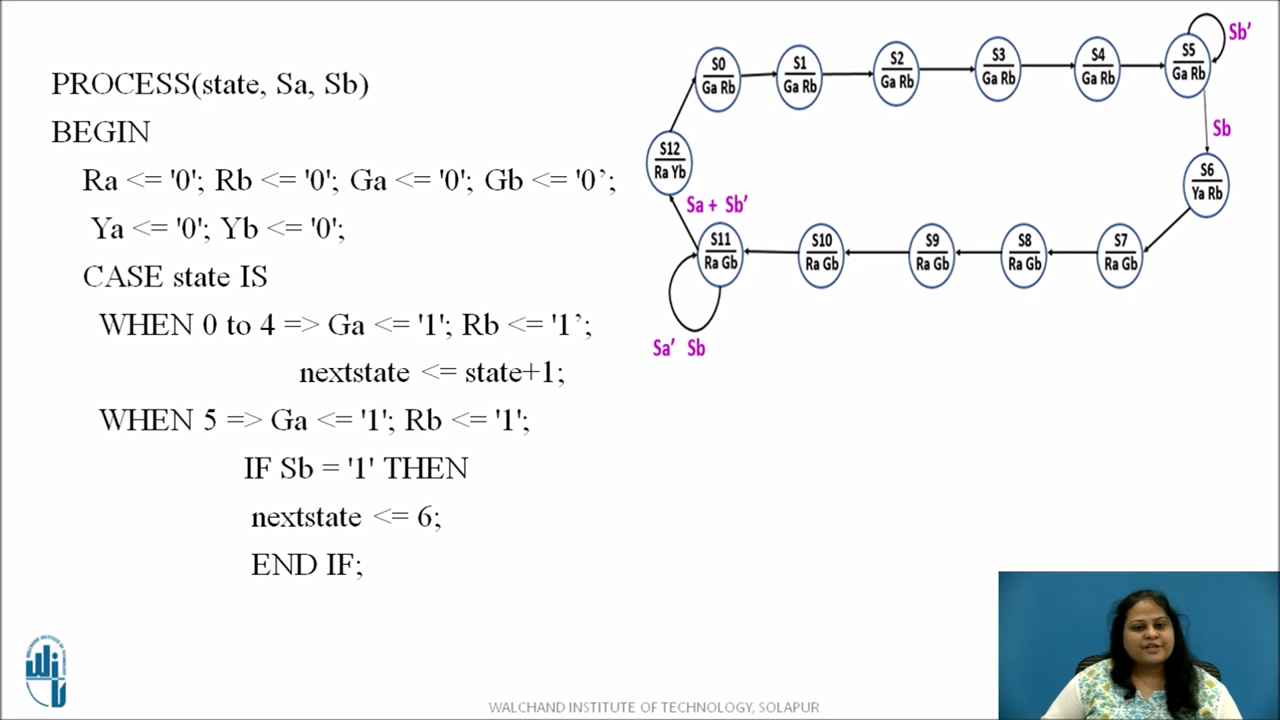 PROCESS(state, Sa, Sb)
BEGIN
Ra <= '0'; Rb <= '0'; Ga <= '0'; Gb <= '0’;
Ya <= '0'; Yb <= '0';
CASE state IS
WHEN 0 to 4 => Ga <= '1'; Rb <= '1’;
nextstate <= state+1;
WHEN 5 => Ga <= '1'; Rb <= '1';
IF Sb = '1' THEN
nextstate <= 6;
END IF;
S0
Ga Rb
S1
Ga Rb
S2
Ga Rb
S3
Ga Rb
S4
Ga Rb
S5
Ga Rb
Sb’
Sb
S6
Ya Rb
S7
Ra Gb
S8
Ra Gb
S9
Ra Gb
S10
Ra Gb
S11
Ra Gb
Sa’ Sb
Sa + Sb’
S12
Ra Yb
WALCHAND INSTITUTE OF TECHNOLOGY
WiT
WALCHAND INSTITUTE OF TECHNOLOGY, SOLAPUR